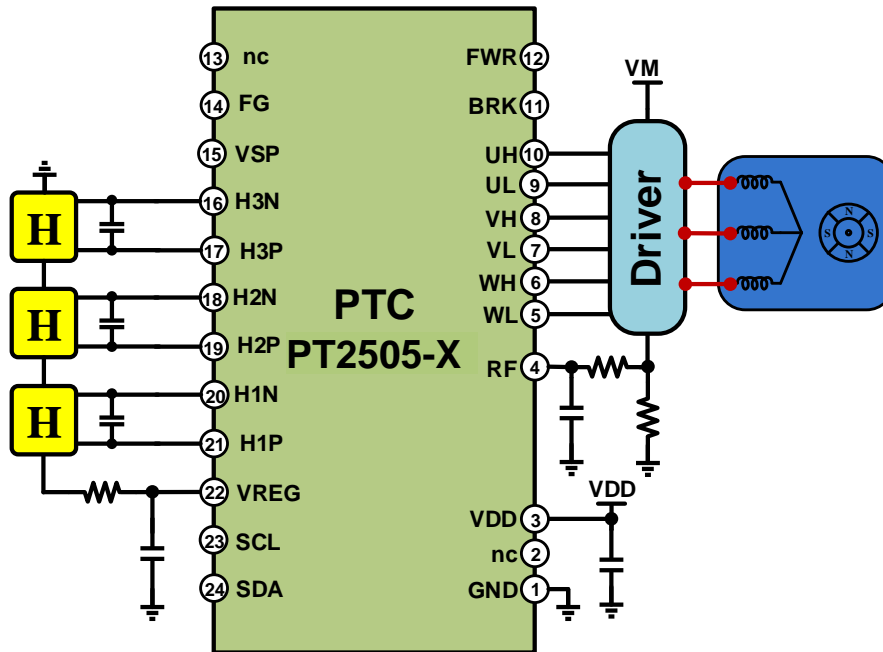 13 nc
14 FG
15 VSP
16 H3N
17 H3P
18 H2N
19 H2P
20 H1N
21 H1P
22 VREG
23 SCL
24 SDA
H
H
H
PTC
PT2505-X
FWR 12
BRK 11
UH 10
UL 9
VH 8
VL 7
WH 6
WL 5
RF 4
VDD 3
nc 2
GND 1
VM
Driver
VDD
N
S S
N